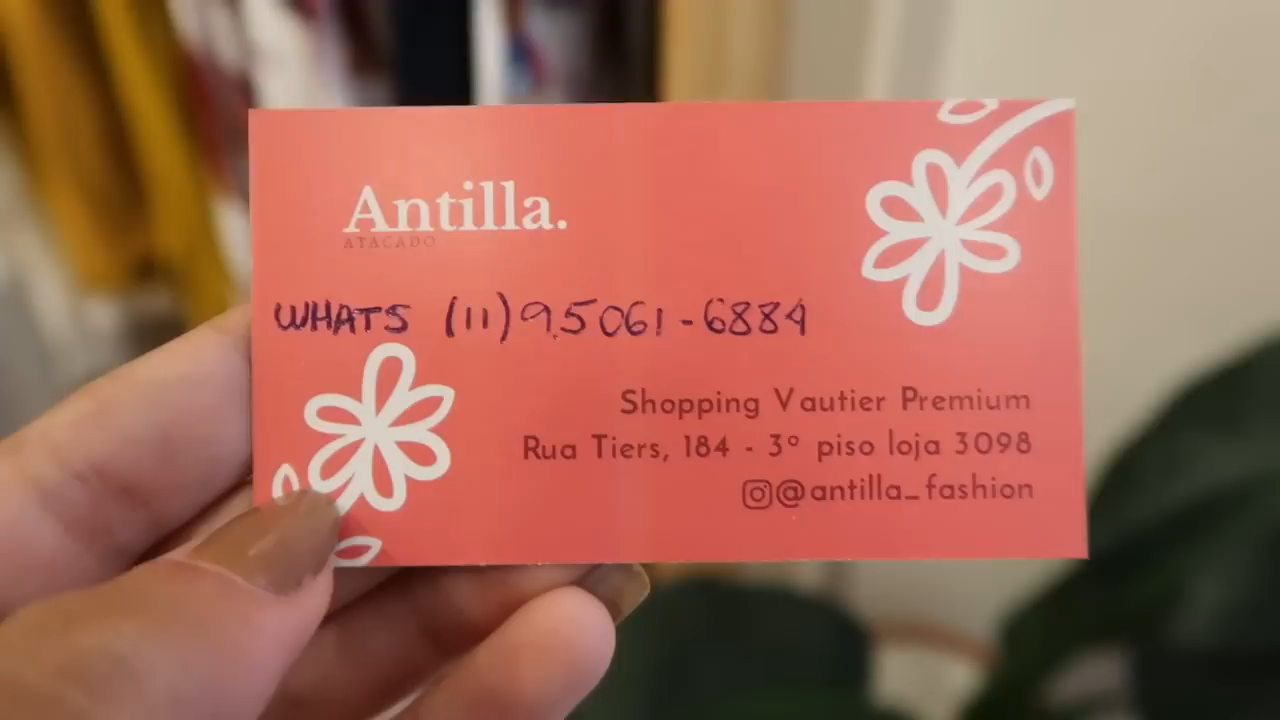 Antilla.
ATACADO
WHATS (11)95061-6884
Shopping Vautier Premium
Rua Tiers, 184 - 3º piso loja 3098
@antilla_fashion